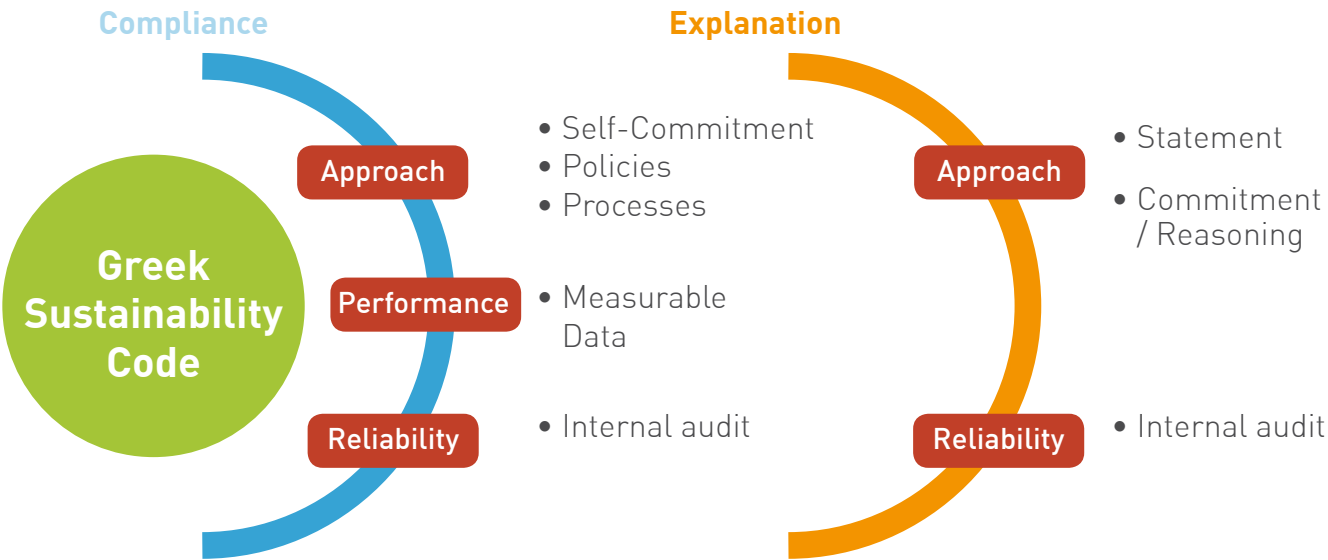 Compliance
Greek
Sustainability
Code
Approach
• Self-Commitment
• Policies
• Processes
Performance
• Measurable
Data
Reliability
• Internal audit
Explanation
Approach
• Statement
• Commitment
/ Reasoning
Reliability
• Internal audit